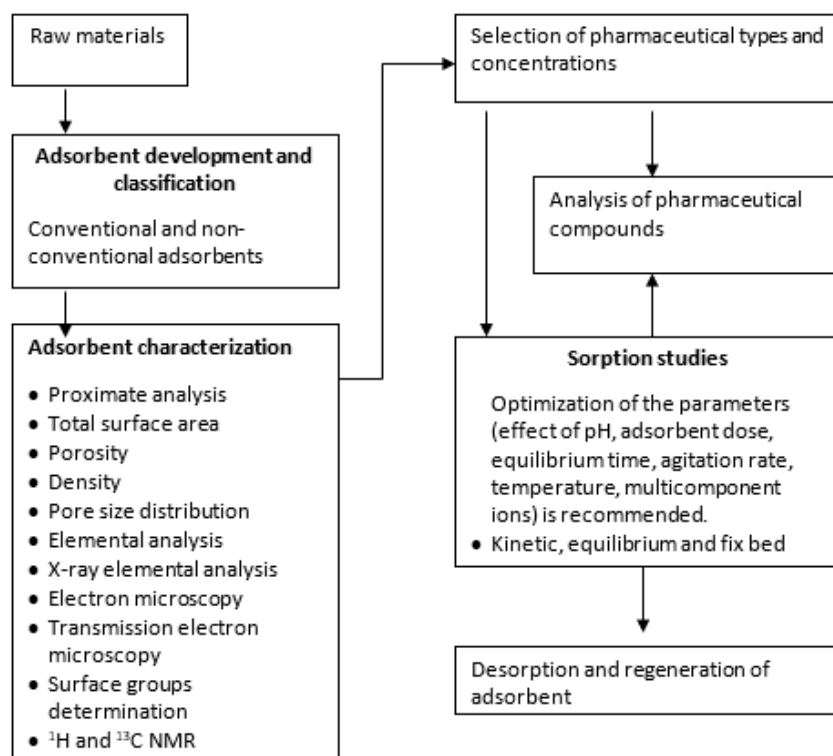 Raw materials
Adsorbent development and
classification
Conventional and non-
conventional adsorbents
Adsorbent characterization
● Proximate analysis
● Total surface area
● Porosity
● Density
● Pore size distribution
● Elemental analysis
● X-ray elemental analysis
● Electron microscopy
● Transmission electron
microscopy
● Surface groups
determination
● ¹H and ¹³C NMR
Selection of pharmaceutical types and
concentrations
Analysis of pharmaceutical
compounds
Sorption studies
Optimization of the parameters
(effect of pH, adsorbent dose,
equilibrium time, agitation rate,
temperature, multicomponent
ions) is recommended.
● Kinetic, equilibrium and fix bed
Desorption and regeneration of
adsorbent